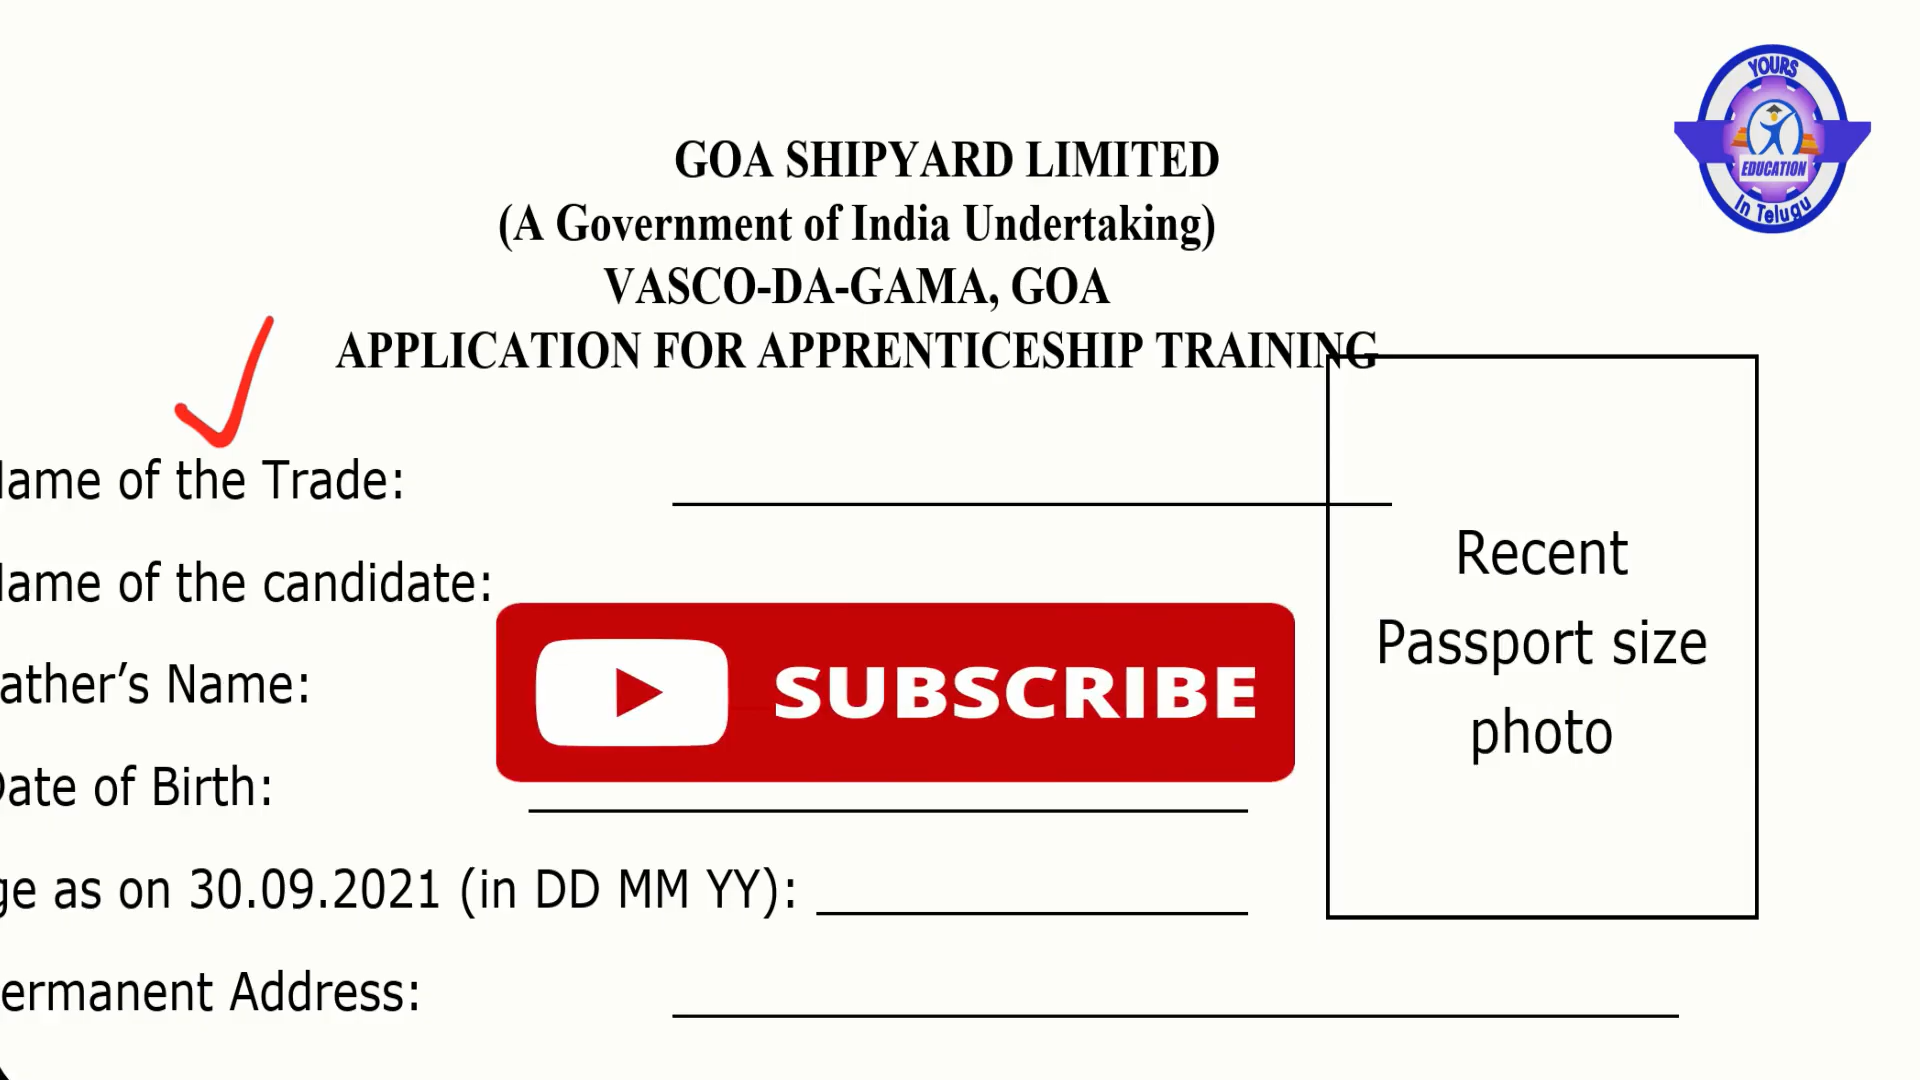 YOURS
EDUCATION
In Telugu
GOA SHIPYARD LIMITED
(A Government of India Undertaking)
VASCO-DA-GAMA, GOA
APPLICATION FOR APPRENTICESHIP TRAINING
ame of the Trade:
ame of the candidate:
ather’s Name:
ate of Birth:
ge as on 30.09.2021 (in DD MM YY):
ermanent Address:
SUBSCRIBE
Recent
Passport size
photo